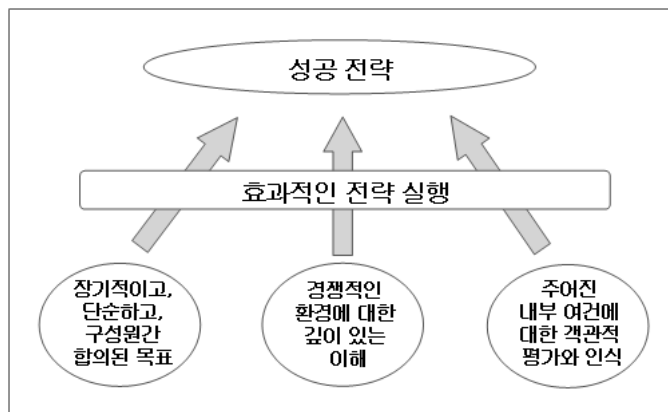 성공 전략
효과적인 전략 실행
장기적이고,
단순하고,
구성원간
합의된 목표
경쟁적인
환경에 대한
깊이 있는
이해
주어진
내부 여건에
대한 객관적
평가와 인식